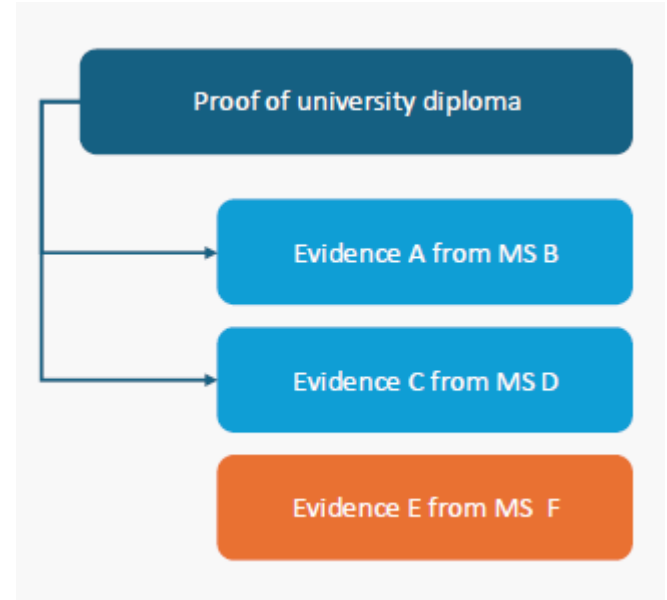 Proof of university diploma
Evidence A from MS B
Evidence C from MS D
Evidence E from MS F